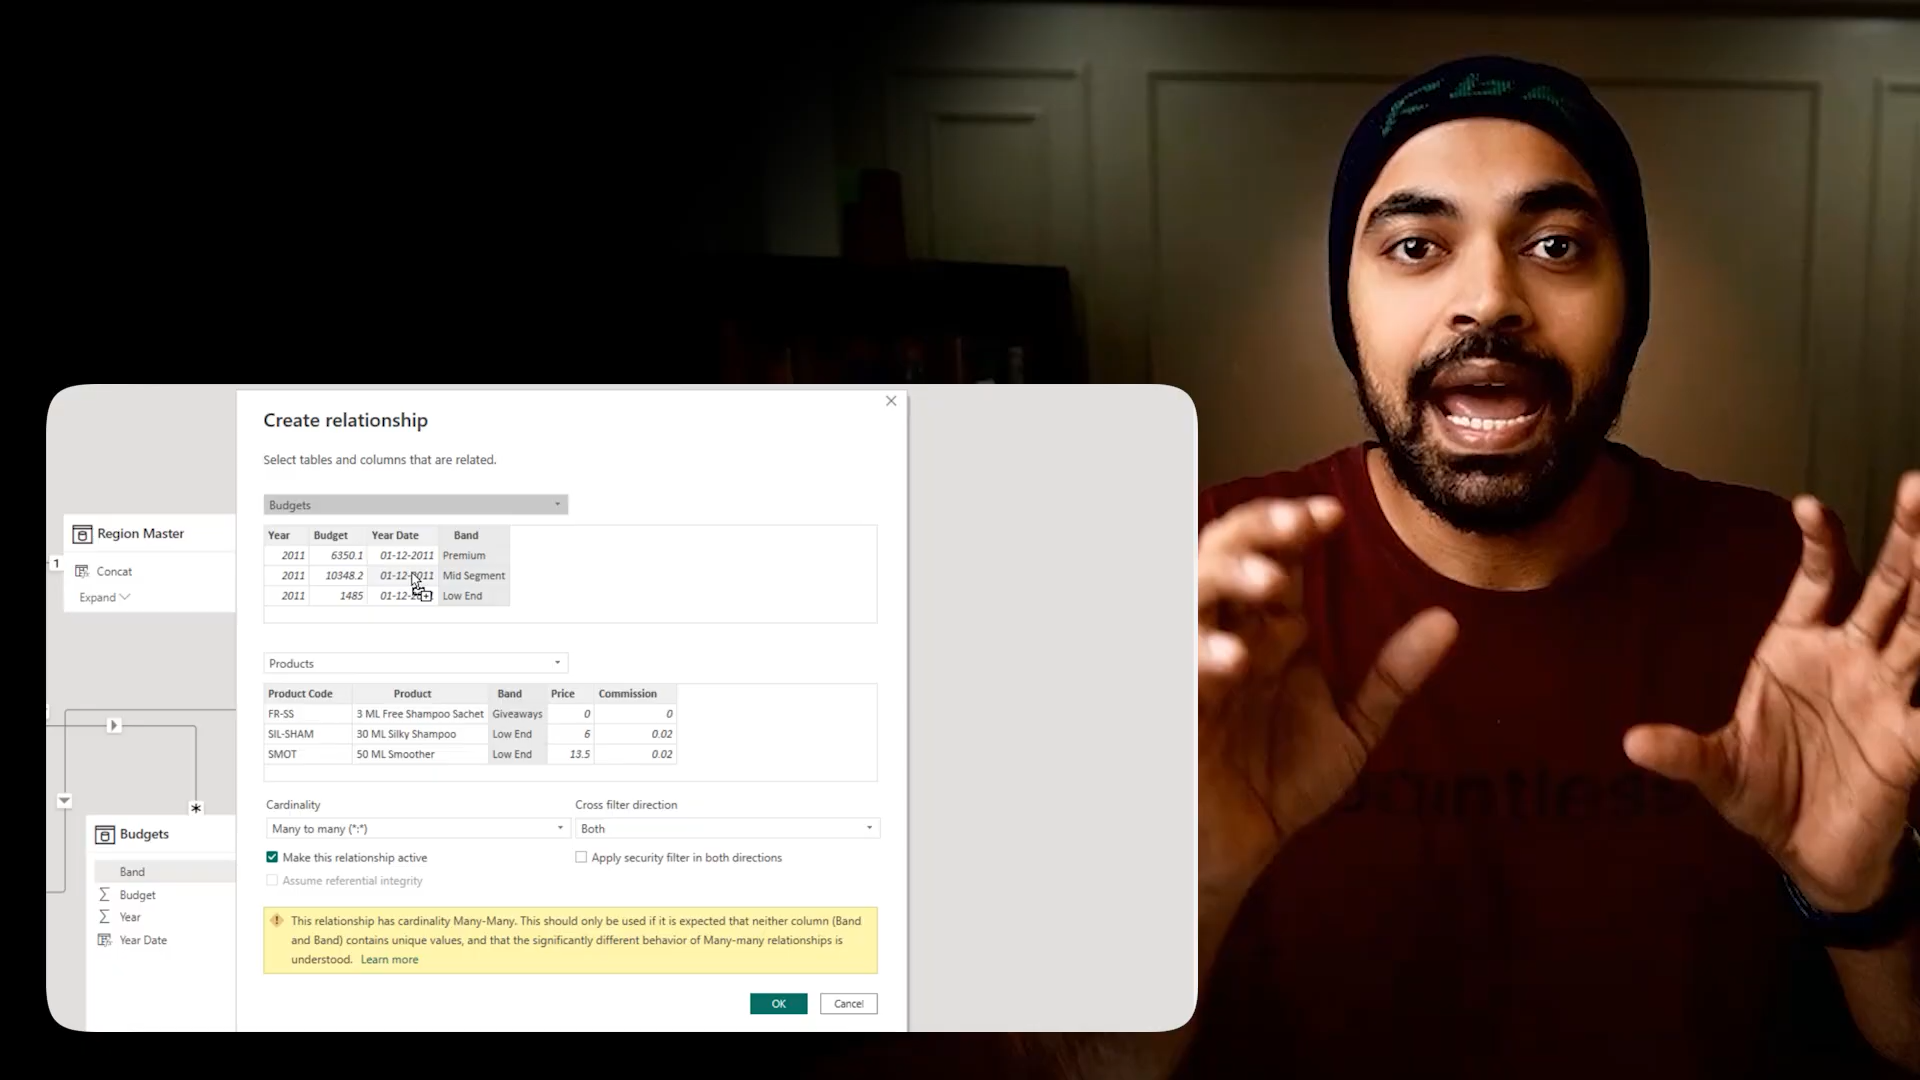 Create relationship
Select tables and columns that are related.
Budgets
Year Budget Year Date Band
2011 6350.1 01-12-2011 Premium
2011 10348.2 01-12-2011 Mid Segment
2011 1485 Low End
Products
Product Code Product Band Price Commission
FR-SS 3 ML Free Shampoo Sachet Giveaways 0 0
SIL-SHAM 30 ML Silky Shampoo Low End 6 0.02
SMOT 50 ML Smoother Low End 13.5 0.02
Cardinality
Many to many (*:*)
Cross filter direction
Both
Make this relationship active
Apply security filter in both directions
Assume referential integrity
This relationship has cardinality Many-Many. This should only be used if it is expected that neither column (Band
and Band) contains unique values, and that the significantly different behavior of Many-many relationships is
understood. Learn more
OK
Cancel
Region Master
1
Concat
Expand
*
Budgets
Band
Σ Budget
Σ Year
Year Date